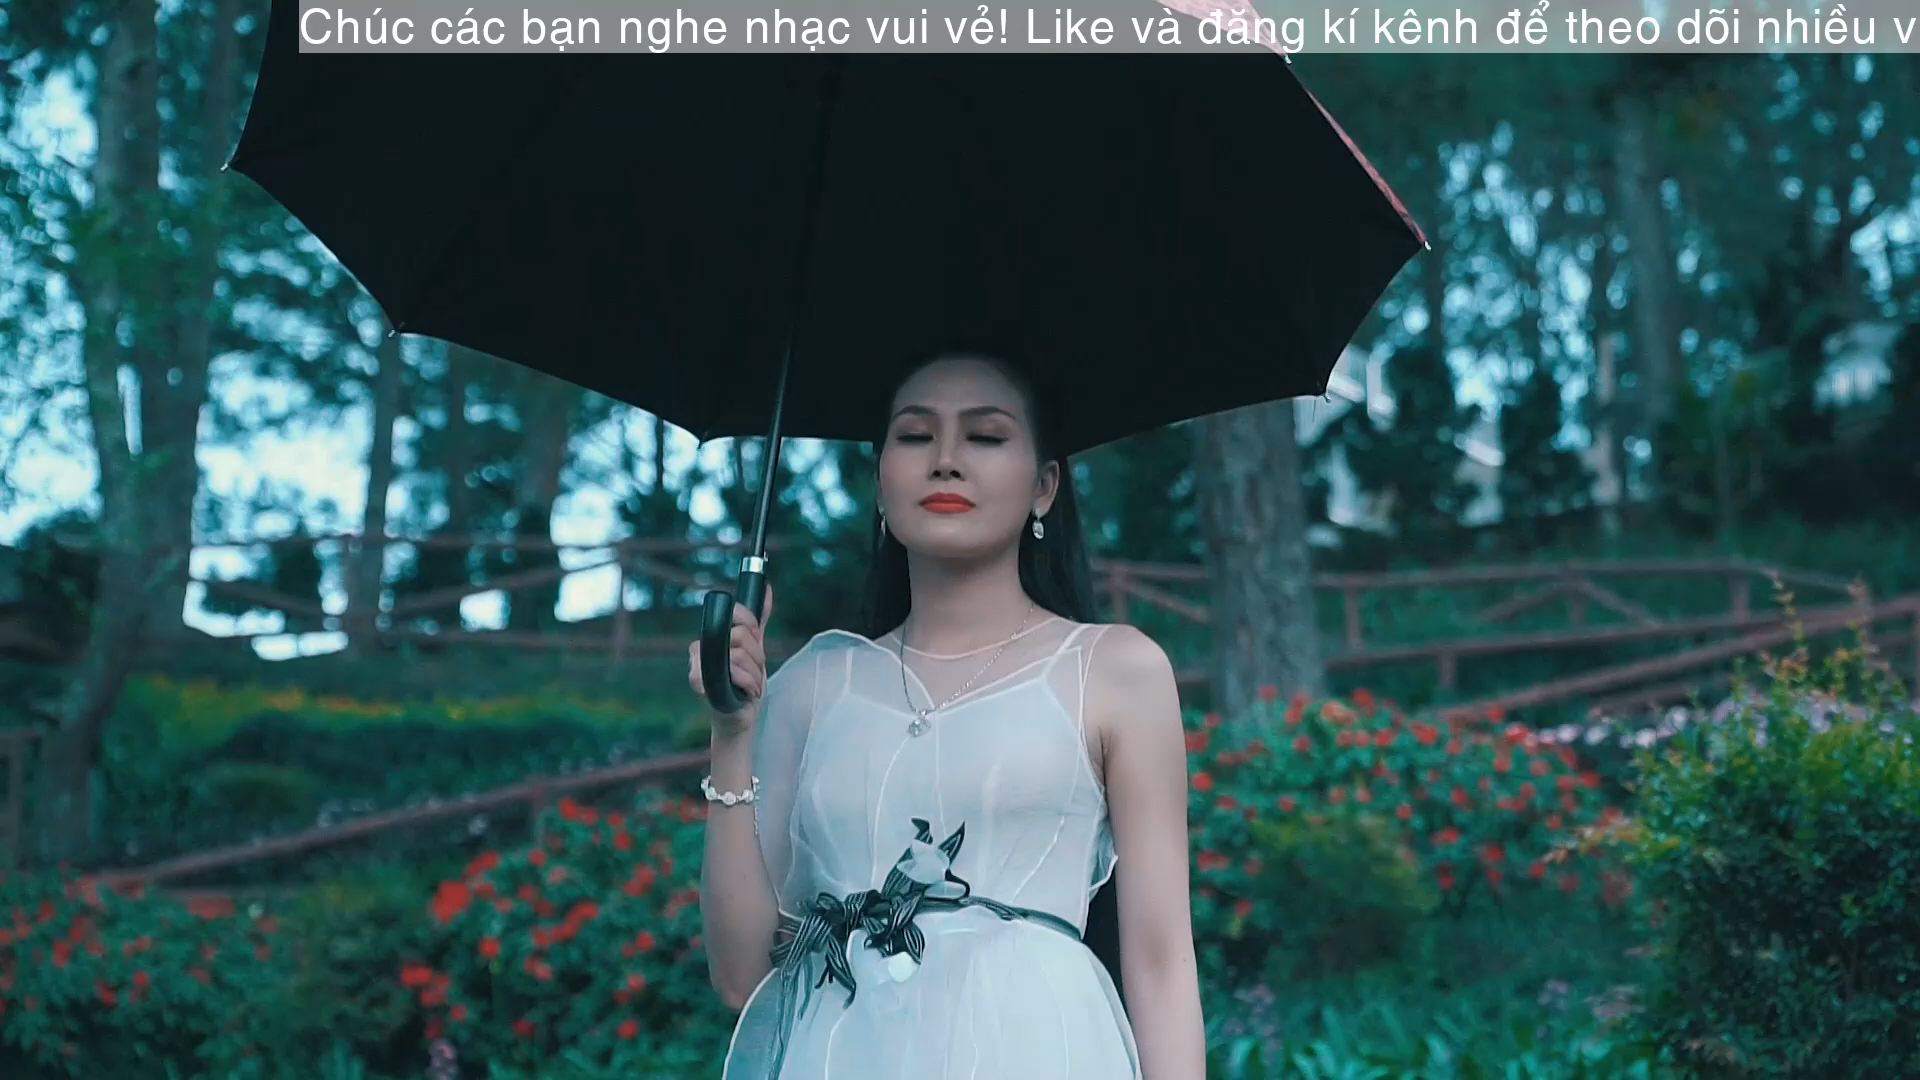 Chúc các bạn nghe nhạc vui vẻ! Like và đăng kí kênh để theo dõi nhiều v